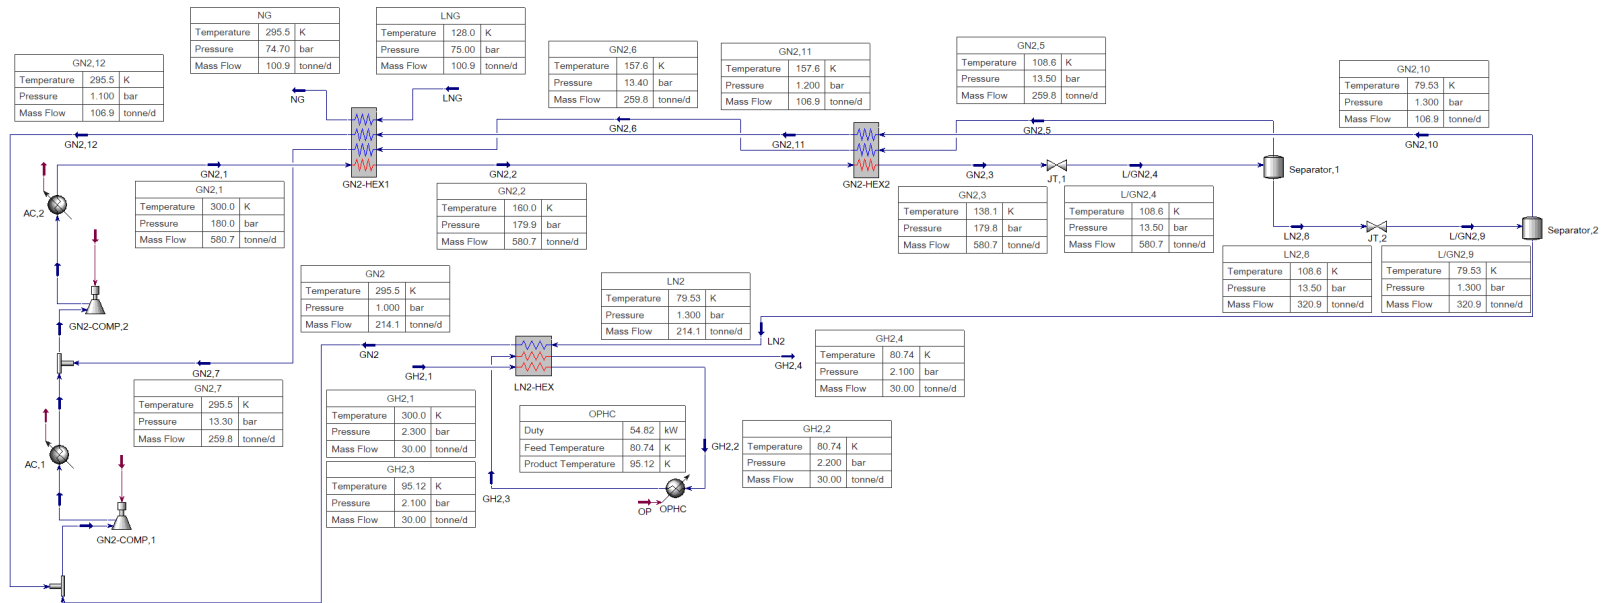 NG
Temperature 295.5 K
Pressure 74.70 bar
Mass Flow 100.9 tonne/d
LNG
Temperature 128.0 K
Pressure 75.00 bar
Mass Flow 100.9 tonne/d
GN2,12
Temperature 295.5 K
Pressure 1.100 bar
Mass Flow 106.9 tonne/d
GN2,6
Temperature 157.6 K
Pressure 13.40 bar
Mass Flow 259.8 tonne/d
GN2,11
Temperature 157.6 K
Pressure 1.200 bar
Mass Flow 106.9 tonne/d
GN2,5
Temperature 108.6 K
Pressure 13.50 bar
Mass Flow 259.8 tonne/d
GN2,10
Temperature 79.53 K
Pressure 1.300 bar
Mass Flow 106.9 tonne/d
NG
LNG
GN2,12
GN2,6
GN2,11
GN2,5
GN2,10
GN2,1
GN2-HEX1
GN2,2
GN2-HEX2
GN2,3
JT,1
L/GN2,4
Separator,1
GN2,1
Temperature 300.0 K
Pressure 180.0 bar
Mass Flow 580.7 tonne/d
GN2,2
Temperature 160.0 K
Pressure 179.9 bar
Mass Flow 580.7 tonne/d
GN2,3
Temperature 138.1 K
Pressure 179.8 bar
Mass Flow 580.7 tonne/d
L/GN2,4
Temperature 108.6 K
Pressure 13.50 bar
Mass Flow 580.7 tonne/d
AC,2
LN2,8
JT,2
L/GN2,9
Separator,2
LN2,8
Temperature 108.6 K
Pressure 13.50 bar
Mass Flow 320.9 tonne/d
L/GN2,9
Temperature 79.53 K
Pressure 1.300 bar
Mass Flow 320.9 tonne/d
GN2
Temperature 295.5 K
Pressure 1.000 bar
Mass Flow 214.1 tonne/d
LN2
Temperature 79.53 K
Pressure 1.300 bar
Mass Flow 214.1 tonne/d
GN2-COMP,2
GN2
LN2
GH2,1
GH2,4
LN2-HEX
GH2,4
Temperature 80.74 K
Pressure 2.100 bar
Mass Flow 30.00 tonne/d
GN2,7
GN2,7
Temperature 295.5 K
Pressure 13.30 bar
Mass Flow 259.8 tonne/d
GH2,1
Temperature 300.0 K
Pressure 2.300 bar
Mass Flow 30.00 tonne/d
GH2,3
Temperature 95.12 K
Pressure 2.100 bar
Mass Flow 30.00 tonne/d
OPHC
Duty 54.82 kW
Feed Temperature 80.74 K
Product Temperature 95.12 K
GH2,2
GH2,2
Temperature 80.74 K
Pressure 2.200 bar
Mass Flow 30.00 tonne/d
AC,1
GH2,3
OP
OPHC
GN2-COMP,1